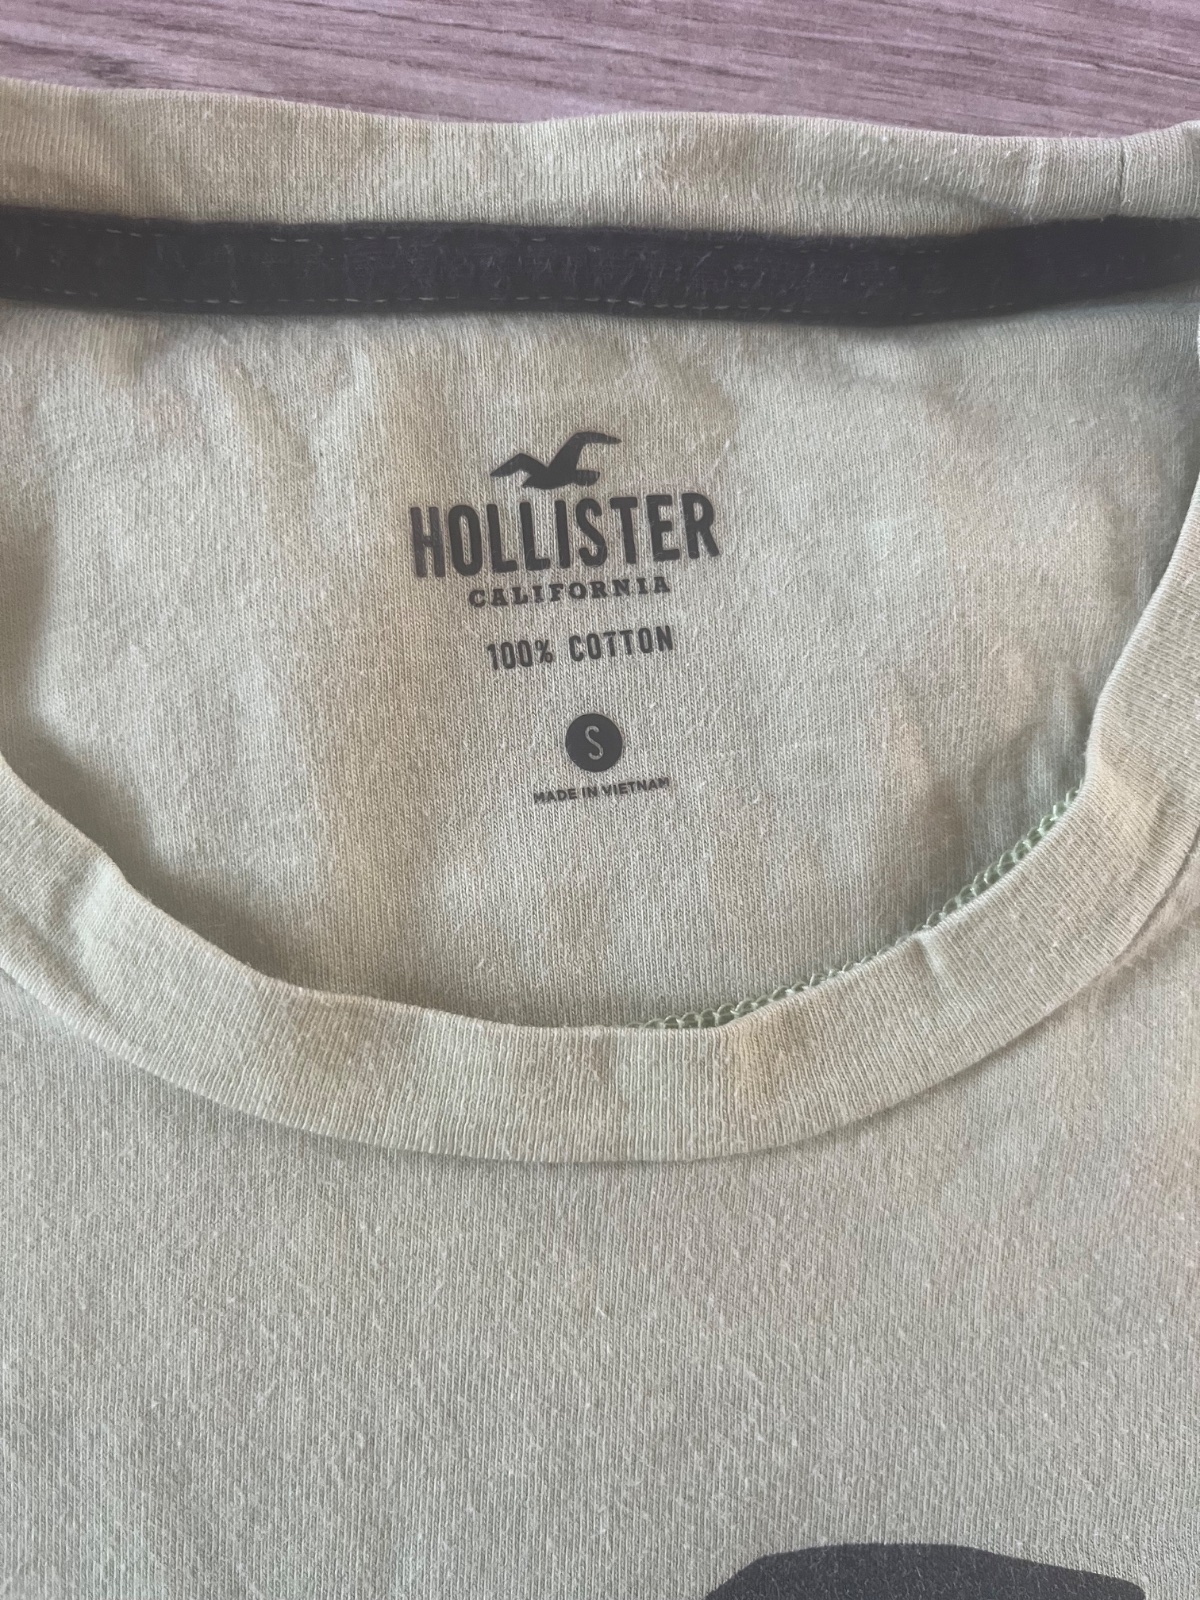 HOLLISTER
CALIFORNIA
100% COTTON
S
MADE IN VIETNAM